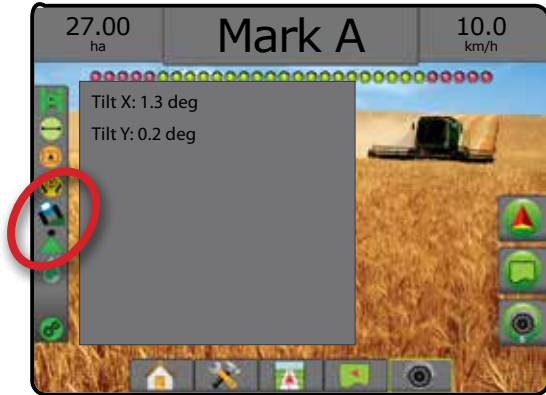 27.00
ha
Mark A
10.0
km/h
Tilt X: 1.3 deg
Tilt Y: 0.2 deg